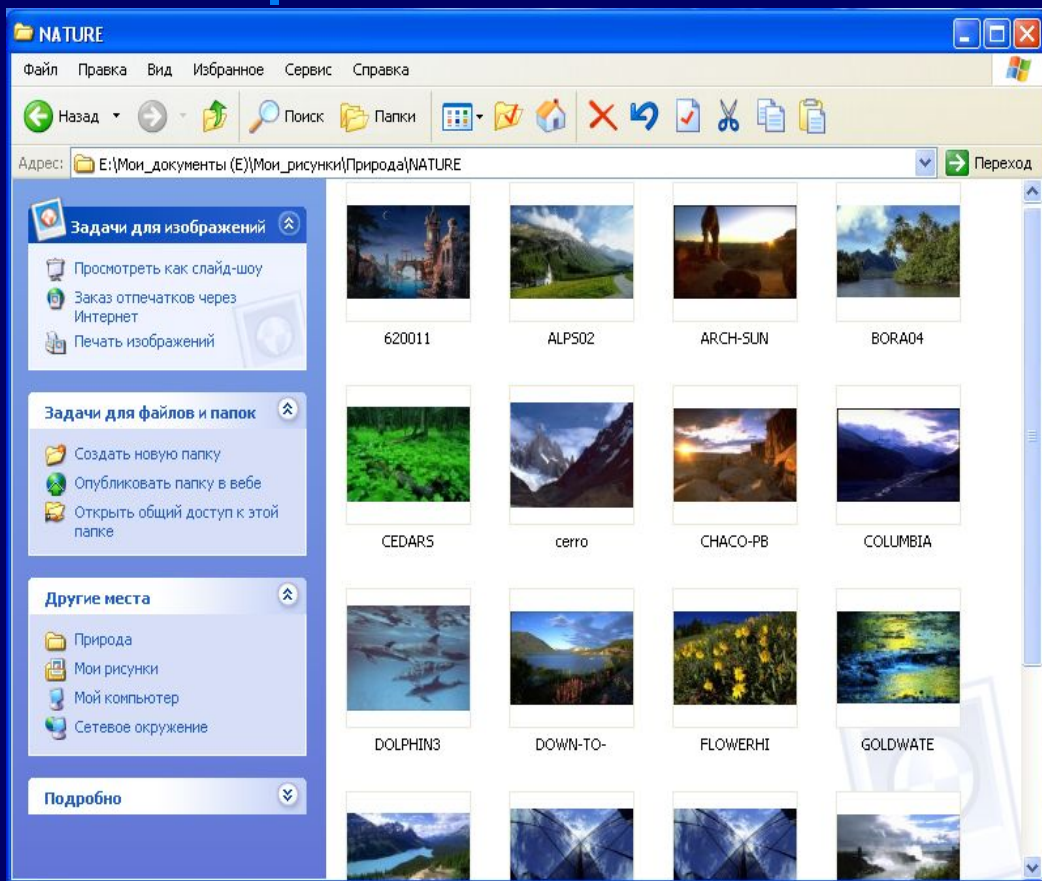 NATURE
Файл Правка Вид Избранное Сервис Справка
Назад Поиск Папки
Адрес: E:\Мои_документы (E)\Мои_рисунки\Природа\NATURE Переход
Задачи для изображений
Просмотреть как слайд-шоу
Заказ отпечатков через
Интернет
Печать изображений
Задачи для файлов и папок
Создать новую папку
Опубликовать папку в вебе
Открыть общий доступ к этой
папке
Другие места
Природа
Мои рисунки
Мой компьютер
Сетевое окружение
Подробно
620011 ALPS02 ARCH-SUN BORA04
CEDARS cerro CHACO-PB COLUMBIA
DOLPHIN3 DOWN-TO- FLOWERHI GOLDWATE